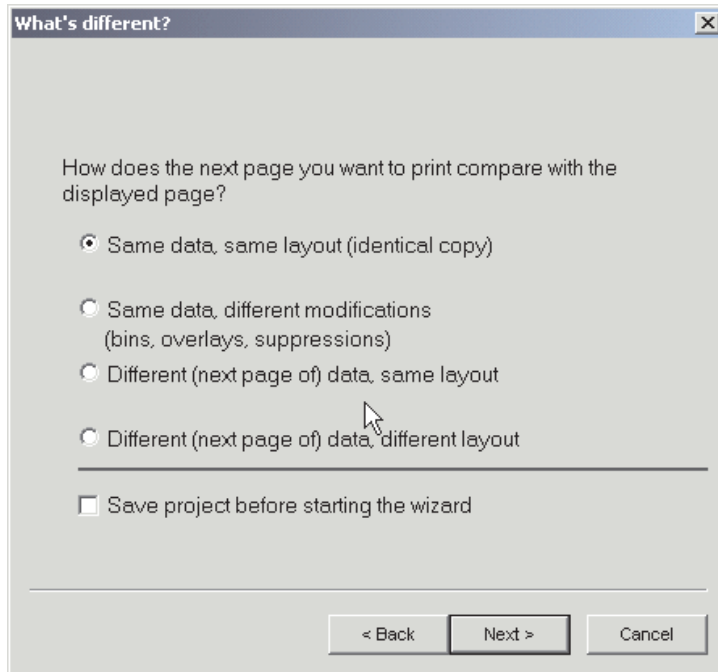 What's different?
How does the next page you want to print compare with the
displayed page?
Same data, same layout (identical copy)
Same data, different modifications
(bins, overlays, suppressions)
Different (next page of) data, same layout
Different (next page of) data, different layout
Save project before starting the wizard
< Back
Next >
Cancel